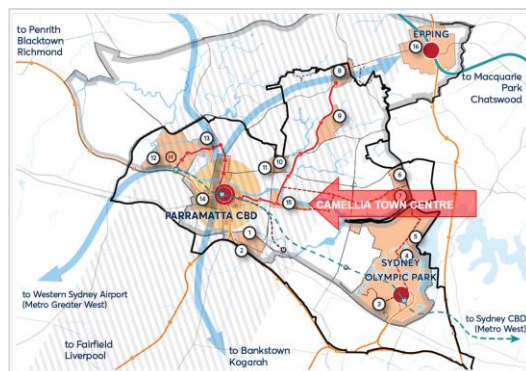 to Penrith
Blacktown
Richmond
EPPING
16
to Macquarie
Park
Chatswood
8
9
13
12
H
11
10
6
14
15
CAMELLIA TOWN CENTRE
PARRAMATTA CBD
1
2
5
4
SYDNEY
OLYMPIC PARK
3
to Western Sydney Airport
(Metro Greater West)
to Sydney CBD
(Metro West)
to Fairfield
Liverpool
to Bankstown
Kogarah